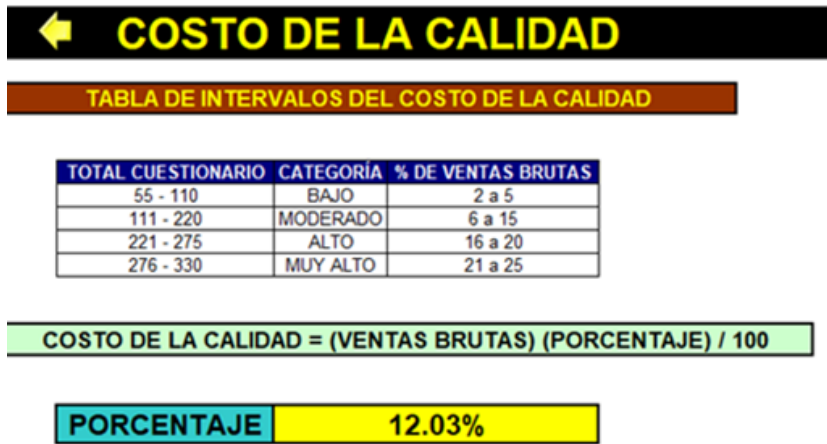 COSTO DE LA CALIDAD
TABLA DE INTERVALOS DEL COSTO DE LA CALIDAD
TOTAL CUESTIONARIO CATEGORÍA % DE VENTAS BRUTAS
55 - 110 BAJO 2 a 5
111 - 220 MODERADO 6 a 15
221 - 275 ALTO 16 a 20
276 - 330 MUY ALTO 21 a 25
COSTO DE LA CALIDAD = (VENTAS BRUTAS) (PORCENTAJE) / 100
PORCENTAJE 12.03%